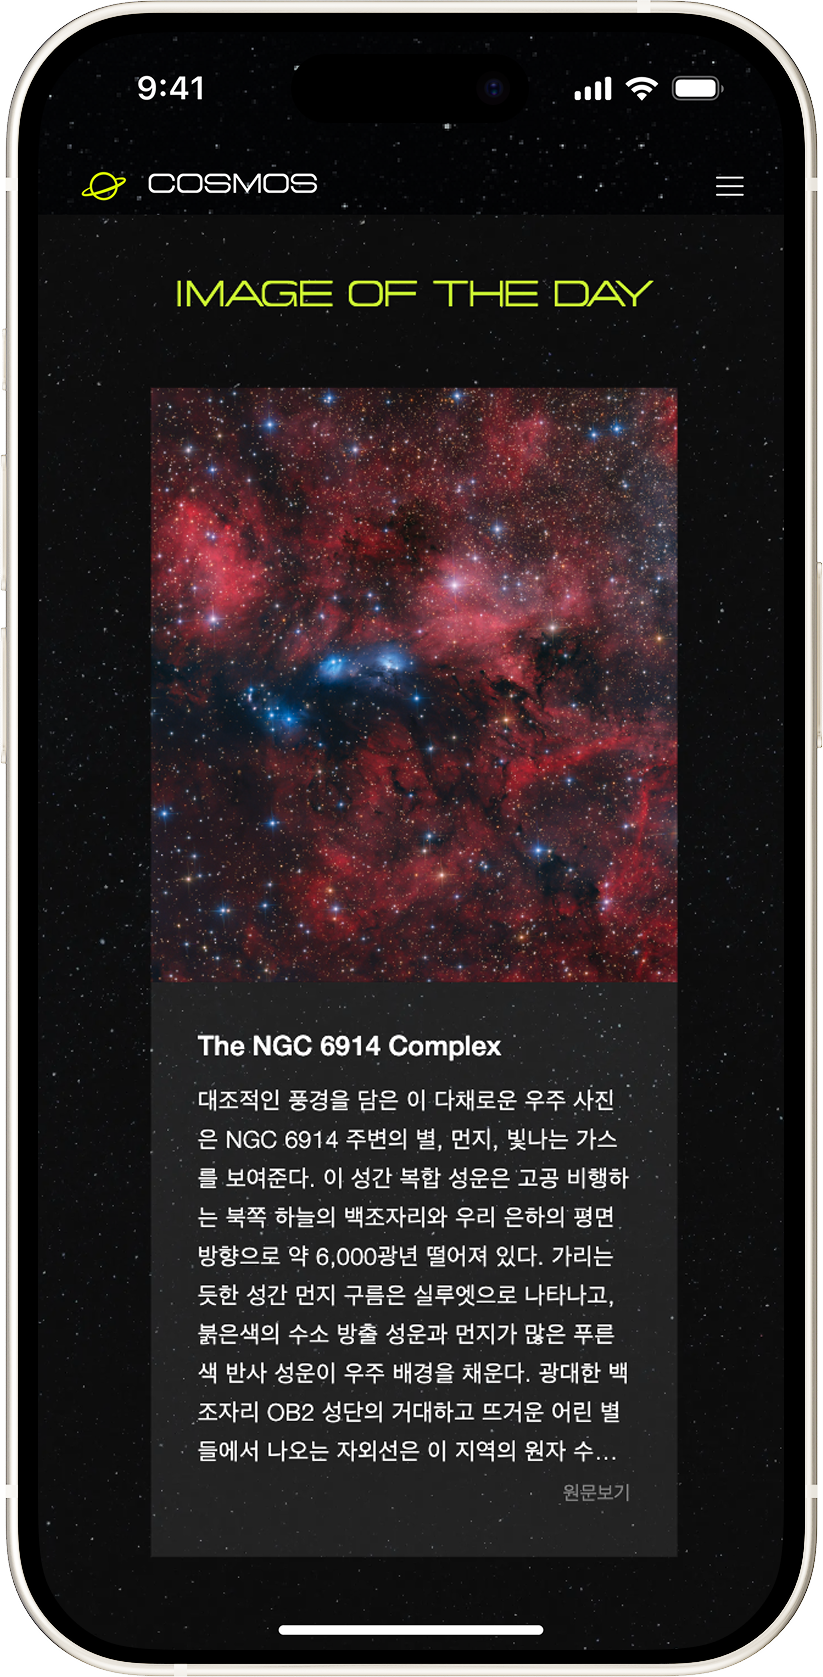 9:41
COSMOS
IMAGE OF THE DAY
The NGC 6914 Complex
대조적인 풍경을 담은 이 다채로운 우주 사진
은 NGC 6914 주변의 별, 먼지, 빛나는 가스
를 보여준다. 이 성간 복합 성운은 고공 비행하
는 북쪽 하늘의 백조자리와 우리 은하의 평면
방향으로 약 6,000광년 떨어져 있다. 가리는
듯한 성간 먼지 구름은 실루엣으로 나타나고,
붉은색의 수소 방출 성운과 먼지가 많은 푸른
색 반사 성운이 우주 배경을 채운다. 광대한 백
조자리 OB2 성단의 거대하고 뜨거운 어린 별
들에서 나오는 자외선은 이 지역의 원자 수...
원문보기